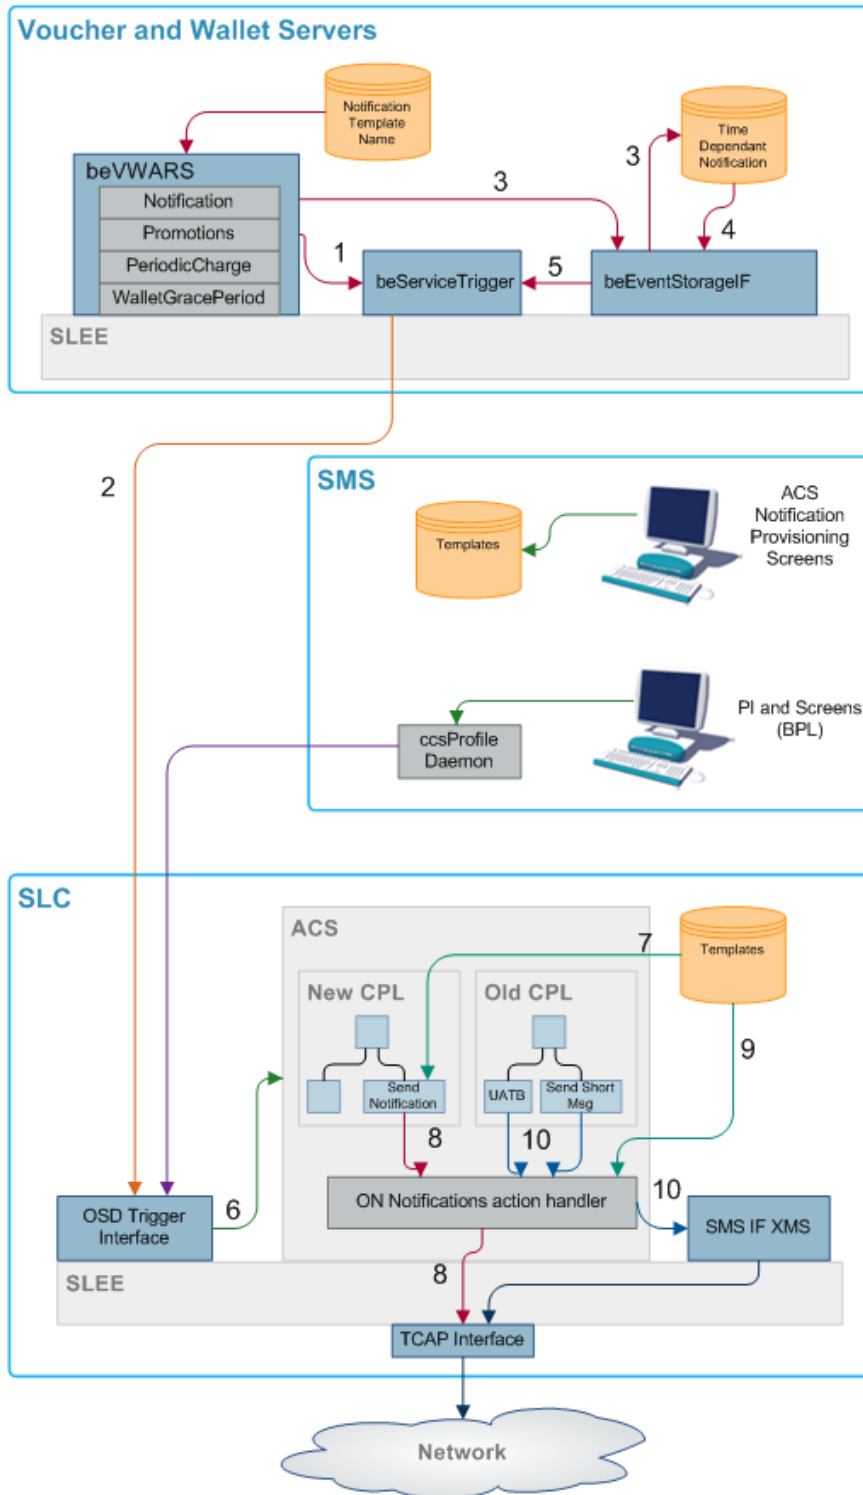 Voucher and Wallet Servers
Notification
Template
Name
Time
Dependant
Notification
beVWARS
Notification
Promotions
PeriodicCharge
WalletGracePeriod
3
3
4
1
beServiceTrigger
5
beEventStorageIF
SLEE
2
SMS
Templates
ACS
Notification
Provisioning
Screens
ccsProfile
Daemon
PI and Screens
(BPL)
SLC
ACS
7
Templates
New CPL
Old CPL
Send
Notification
UATB
Send Short
Msg
9
8
10
ON Notifications action handler
10
OSD Trigger
Interface
6
SMS IF XMS
8
SLEE
TCAP Interface
Network